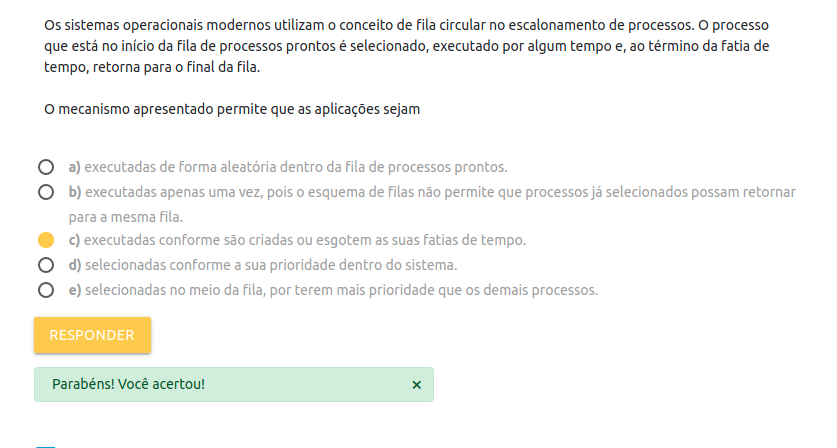 Os sistemas operacionais modernos utilizam o conceito de fila circular no escalonamento de processos. O processo
que está no início da fila de processos prontos é selecionado, executado por algum tempo e, ao término da fatia de
tempo, retorna para o final da fila.
O mecanismo apresentado permite que as aplicações sejam
a) executadas de forma aleatória dentro da fila de processos prontos.
b) executadas apenas uma vez, pois o esquema de filas não permite que processos já selecionados possam retornar
para a mesma fila.
c) executadas conforme são criadas ou esgotem as suas fatias de tempo.
d) selecionadas conforme a sua prioridade dentro do sistema.
e) selecionadas no meio da fila, por terem mais prioridade que os demais processos.
RESPONDER
Parabéns! Você acertou! ×